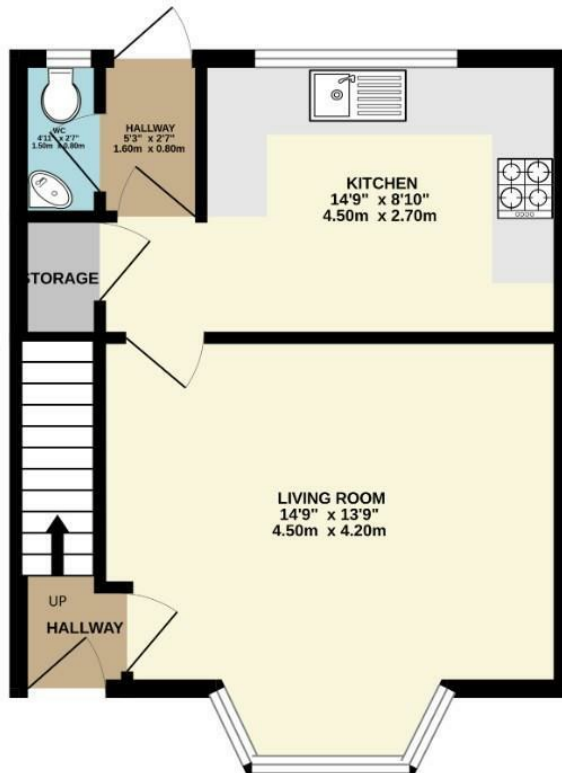 WC
4'11" x 2'7"
1.50m x 0.80m
HALLWAY
5'3" x 2'7"
1.60m x 0.80m
KITCHEN
14'9" x 8'10"
4.50m x 2.70m
STORAGE
LIVING ROOM
14'9" x 13'9"
4.50m x 4.20m
UP
HALLWAY